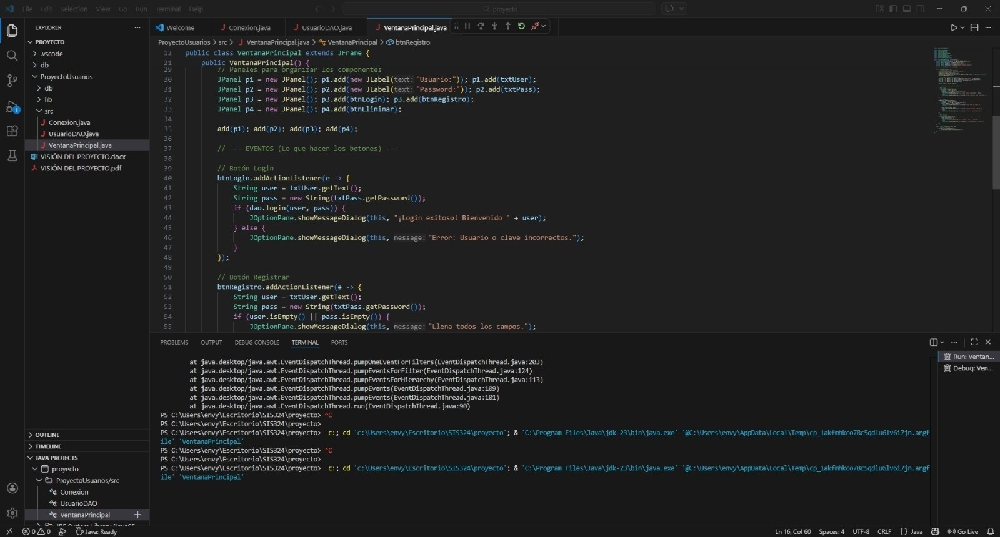 File Edit Selection View Go Run Terminal Help
proyecto
EXPLORER
PROYECTO
.vscode
db
ProyectoUsuarios
db
lib
src
Conexion.java
UsuarioDAO.java
VentanaPrincipal.java
VISIÓN DEL PROYECTO.docx
VISIÓN DEL PROYECTO.pdf
OUTLINE
TIMELINE
JAVA PROJECTS
proyecto
ProyectoUsuarios/src
Conexion
UsuarioDAO
VentanaPrincipal
Welcome Conexion.java UsuarioDAO.java VentanaPrincipal.java
ProyectoUsuarios > src > VentanaPrincipal.java > VentanaPrincipal > btnRegistro
12 public class VentanaPrincipal extends JFrame {
21 public VentanaPrincipal() {
29 // Paneles para organizar los componentes
30 JPanel p1 = new JPanel(); p1.add(new JLabel(text: "Usuario:")); p1.add(txtUser);
31 JPanel p2 = new JPanel(); p2.add(new JLabel(text: "Password:")); p2.add(txtPass);
32 JPanel p3 = new JPanel(); p3.add(btnLogin); p3.add(btnRegistro);
33 JPanel p4 = new JPanel(); p4.add(btnEliminar);
34
35 add(p1); add(p2); add(p3); add(p4);
36
37 // --- EVENTOS (Lo que hacen los botones) ---
38
39 // Botón Login
40 btnLogin.addActionListener(e -> {
41 String user = txtUser.getText();
42 String pass = new String(txtPass.getPassword());
43 if (dao.login(user, pass)) {
44 JOptionPane.showMessageDialog(this, "¡Login exitoso! Bienvenido " + user);
45 } else {
46 JOptionPane.showMessageDialog(this, message: "Error: Usuario o clave incorrectos.");
47 }
48 });
49
50 // Botón Registrar
51 btnRegistro.addActionListener(e -> {
52 String user = txtUser.getText();
53 String pass = new String(txtPass.getPassword());
54 if (user.isEmpty() || pass.isEmpty()) {
55 JOptionPane.showMessageDialog(this, message: "Llena todos los campos.");
PROBLEMS OUTPUT DEBUG CONSOLE TERMINAL PORTS
at java.desktop/java.awt.EventDispatchThread.pumpOneEventForFilters(EventDispatchThread.java:203)
at java.desktop/java.awt.EventDispatchThread.pumpEventsForFilter(EventDispatchThread.java:124)
at java.desktop/java.awt.EventDispatchThread.pumpEventsForHierarchy(EventDispatchThread.java:113)
at java.desktop/java.awt.EventDispatchThread.pumpEvents(EventDispatchThread.java:109)
at java.desktop/java.awt.EventDispatchThread.pumpEvents(EventDispatchThread.java:101)
at java.desktop/java.awt.EventDispatchThread.run(EventDispatchThread.java:90)
PS C:\Users\envy\Escritorio\SIS324\proyecto> ^C
PS C:\Users\envy\Escritorio\SIS324\proyecto>
PS C:\Users\envy\Escritorio\SIS324\proyecto> c:; cd 'c:\Users\envy\Escritorio\SIS324\proyecto'; & 'C:\Program Files\Java\jdk-23\bin\java.exe' '@C:\Users\envy\AppData\Local\Temp\cp_1akfmhkco78c5qdlu6lv6i7jn.argf
ile' 'VentanaPrincipal'
PS C:\Users\envy\Escritorio\SIS324\proyecto> ^C
PS C:\Users\envy\Escritorio\SIS324\proyecto>
PS C:\Users\envy\Escritorio\SIS324\proyecto> c:; cd 'c:\Users\envy\Escritorio\SIS324\proyecto'; & 'C:\Program Files\Java\jdk-23\bin\java.exe' '@C:\Users\envy\AppData\Local\Temp\cp_1akfmhkco78c5qdlu6lv6i7jn.argf
ile' 'VentanaPrincipal'
Run: Ventan...
Debug: Ven...
0 0 Java: Ready
Ln 16, Col 60 Spaces: 4 UTF-8 CRLF { } Java Go Live